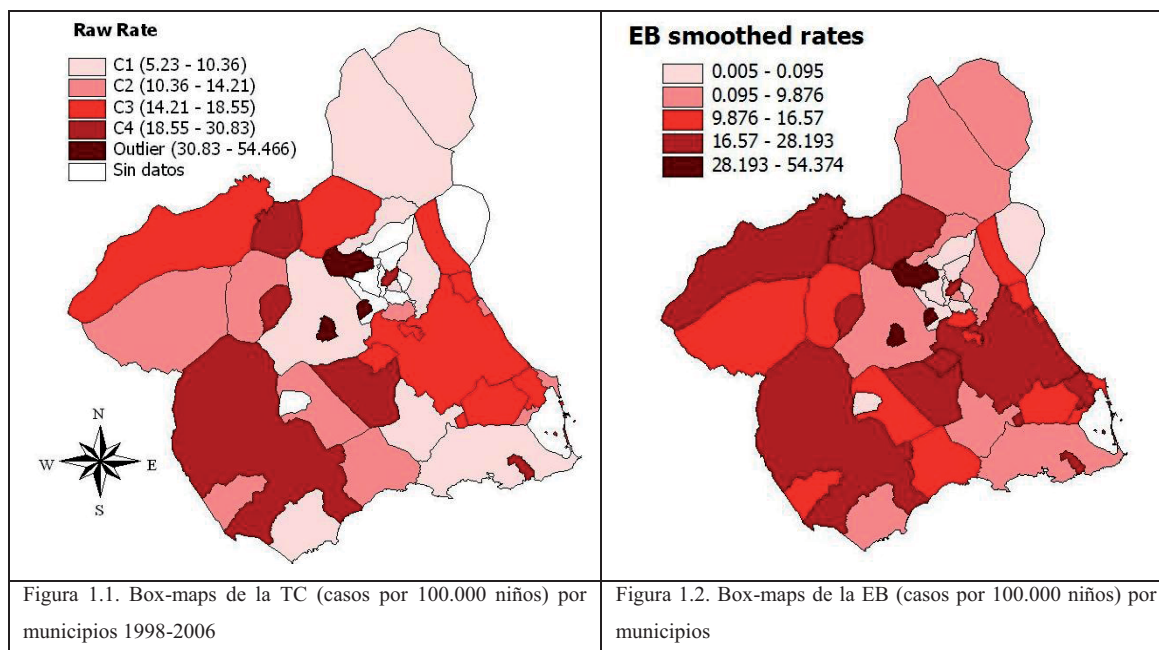 Raw Rate
C1 (5.23 - 10.36)
C2 (10.36 - 14.21)
C3 (14.21 - 18.55)
C4 (18.55 - 30.83)
Outlier (30.83 - 54.466)
Sin datos
N
W E
S
Figura 1.1. Box-maps de la TC (casos por 100.000 niños) por
municipios 1998-2006
EB smoothed rates
0.005 - 0.095
0.095 - 9.876
9.876 - 16.57
16.57 - 28.193
28.193 - 54.374
Figura 1.2. Box-maps de la EB (casos por 100.000 niños) por
municipios